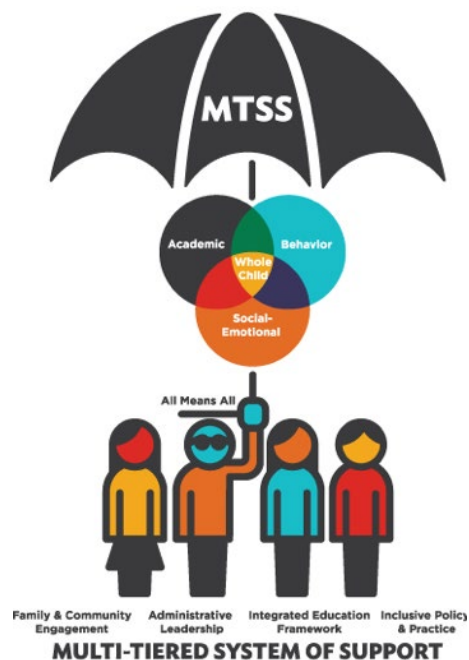 MTSS
Academic
Behavior
Whole
Child
Social-
Emotional
All Means All
Family & Community
Engagement
Administrative
Leadership
Integrated Education
Framework
Inclusive Policy
& Practice
MULTI-TIERED SYSTEM OF SUPPORT